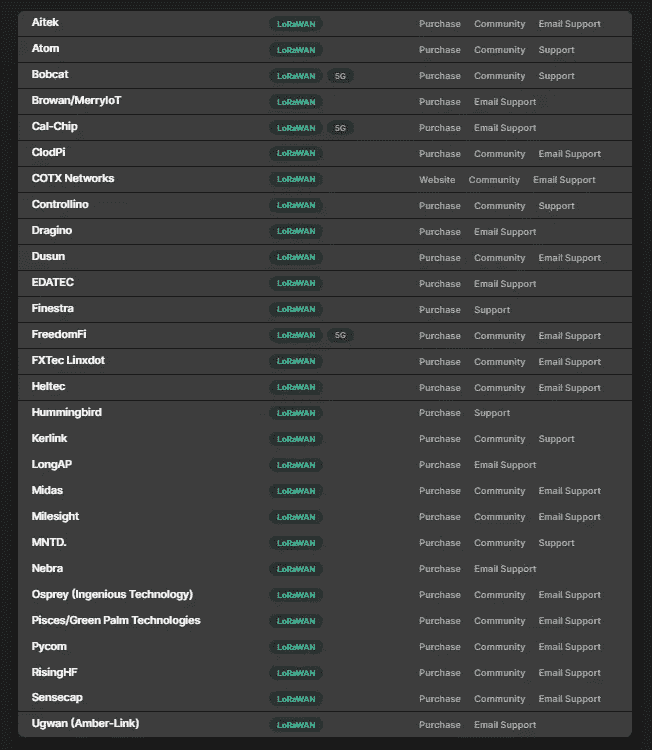 Aitek LoRaWAN Purchase Community Email Support
Atom LoRaWAN Purchase Community Support
Bobcat LoRaWAN 5G Purchase Community Support
Browan/MerryIoT LoRaWAN Purchase Email Support
Cal-Chip LoRaWAN 5G Purchase Email Support
ClodPi LoRaWAN Purchase Community Email Support
COTX Networks LoRaWAN Website Community Email Support
Controllino LoRaWAN Purchase Community Support
Dragino LoRaWAN Purchase Email Support
Dusun LoRaWAN Purchase Community Email Support
EDATEC LoRaWAN Purchase Email Support
Finestra LoRaWAN Purchase Support
FreedomFi LoRaWAN 5G Purchase Community Email Support
FXTec Linxdot LoRaWAN Purchase Community Email Support
Heltec LoRaWAN Purchase Community Email Support
Hummingbird LoRaWAN Purchase Support
Kerlink LoRaWAN Purchase Community Support
LongAP LoRaWAN Purchase Email Support
Midas LoRaWAN Purchase Community Email Support
Milesight LoRaWAN Purchase Community Email Support
MNTD. LoRaWAN Purchase Community Support
Nebra LoRaWAN Purchase Email Support
Osprey (Ingenious Technology) LoRaWAN Purchase Community Email Support
Pisces/Green Palm Technologies LoRaWAN Purchase Community Email Support
Pycom LoRaWAN Purchase Community Email Support
RisingHF LoRaWAN Purchase Community Email Support
Sensecap LoRaWAN Purchase Community Email Support
Ugwan (Amber-Link) LoRaWAN Purchase Email Support